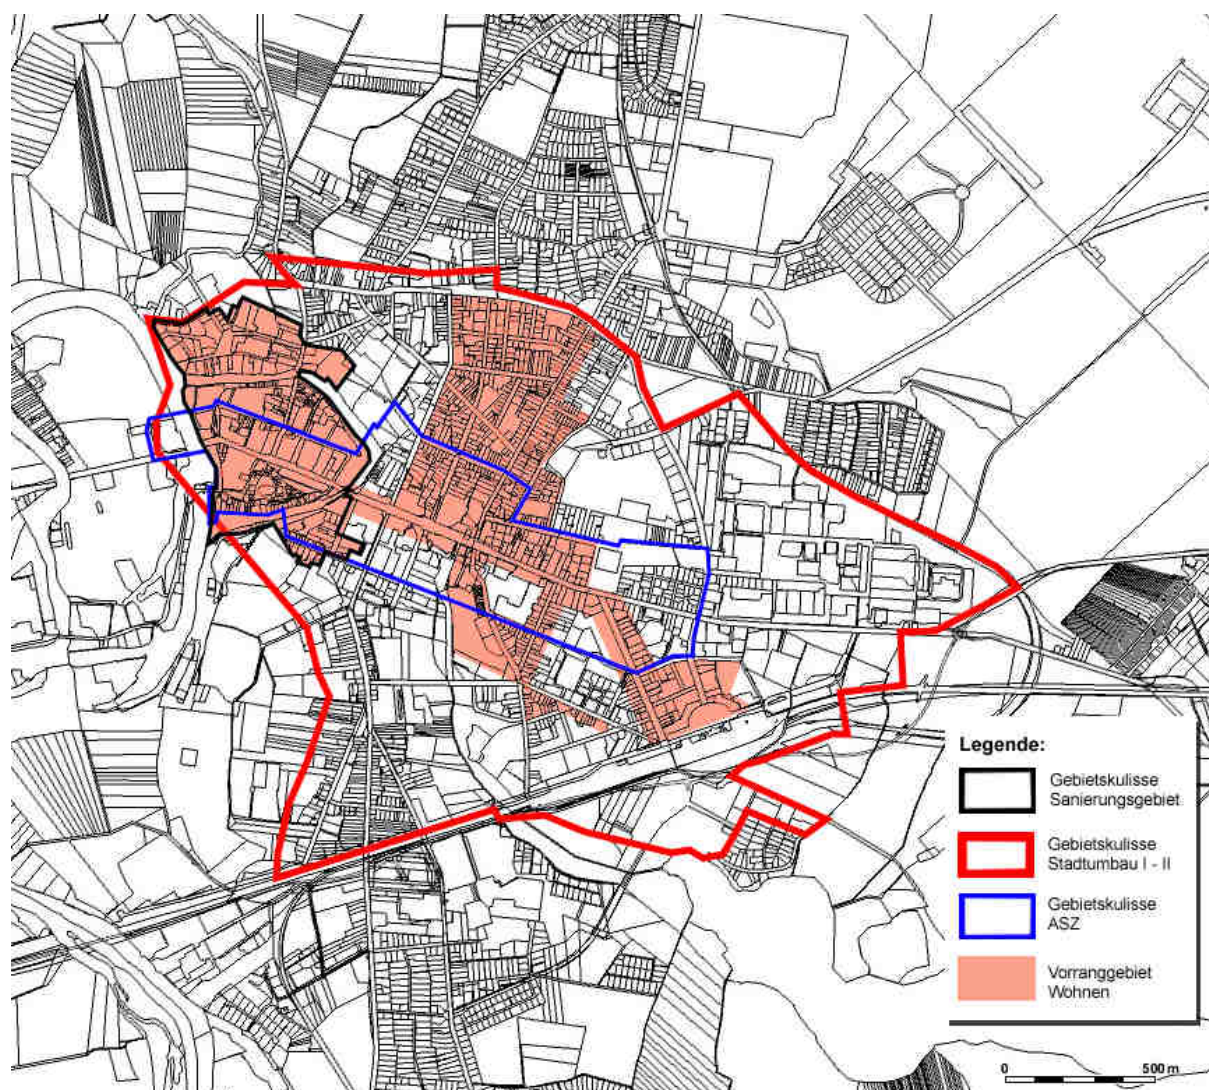 Legende:
Gebietskulisse
Sanierungsgebiet
Gebietskulisse
Stadtumbau I - II
Gebietskulisse
ASZ
Vorranggebiet
Wohnen
0 500 m